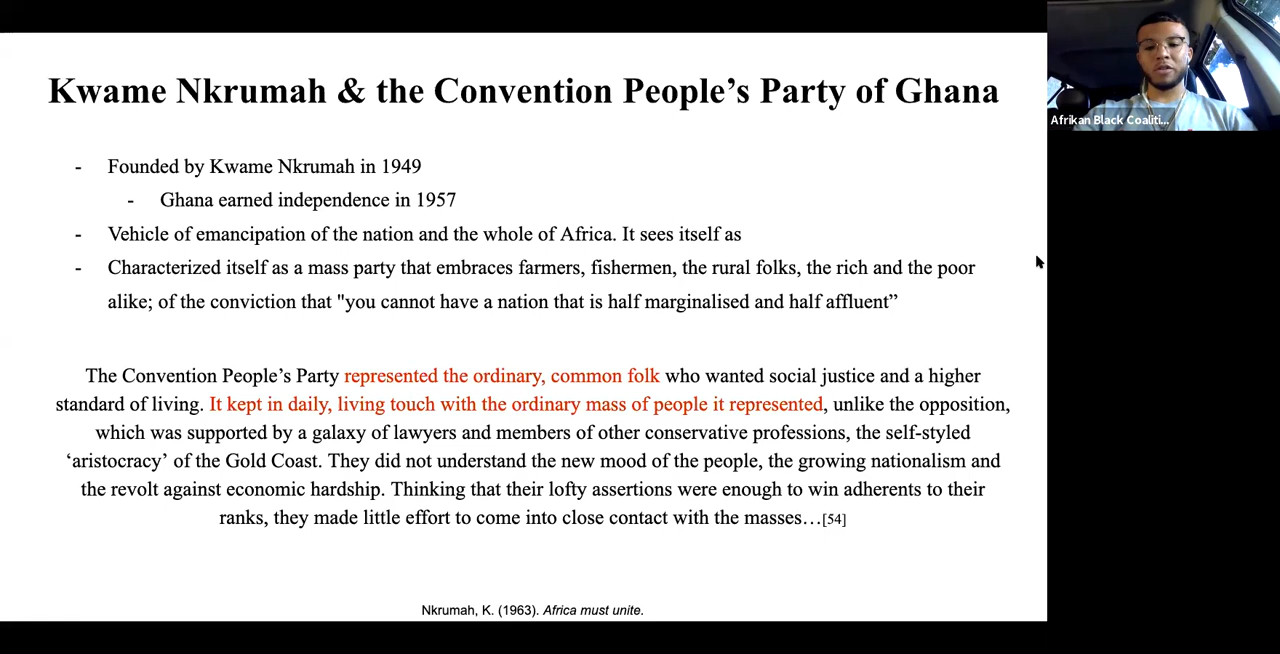 Kwame Nkrumah & the Convention People’s Party of Ghana
- Founded by Kwame Nkrumah in 1949
- Ghana earned independence in 1957
- Vehicle of emancipation of the nation and the whole of Africa. It sees itself as
- Characterized itself as a mass party that embraces farmers, fishermen, the rural folks, the rich and the poor
alike; of the conviction that "you cannot have a nation that is half marginalised and half affluent”
The Convention People’s Party represented the ordinary, common folk who wanted social justice and a higher
standard of living. It kept in daily, living touch with the ordinary mass of people it represented, unlike the opposition,
which was supported by a galaxy of lawyers and members of other conservative professions, the self-styled
‘aristocracy’ of the Gold Coast. They did not understand the new mood of the people, the growing nationalism and
the revolt against economic hardship. Thinking that their lofty assertions were enough to win adherents to their
ranks, they made little effort to come into close contact with the masses…[54]
Nkrumah, K. (1963). Africa must unite.
Afrikan Black Coaliti...